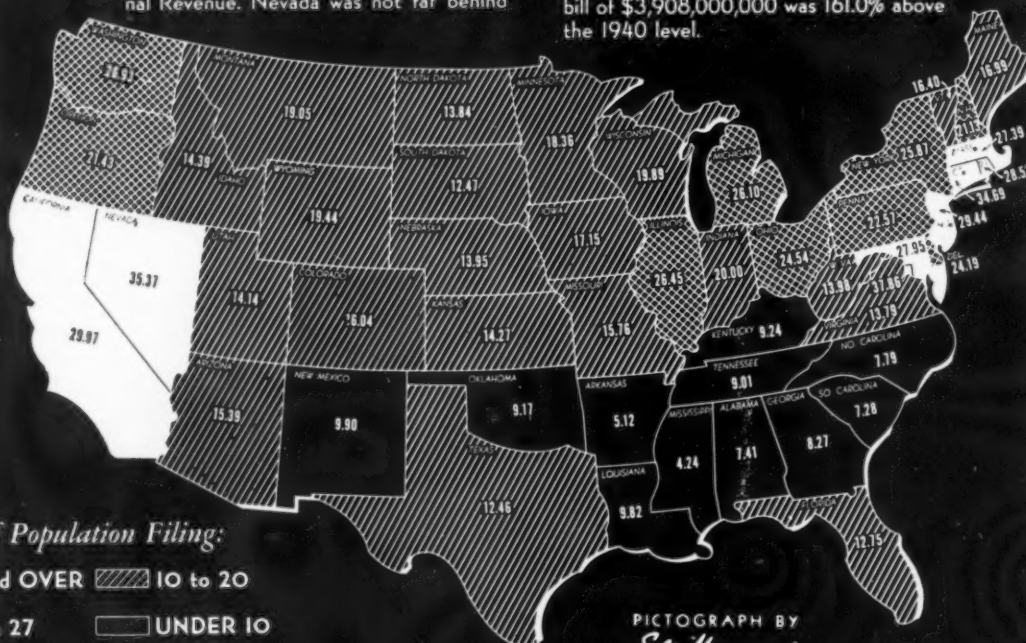 nal Revenue. Nevada was not far behind
bill of $3,908,000,000 was 161.0% above
the 1940 level.
MAINE
16.99
MONTANA
19.05
NORTH DAKOTA
13.84
MINNESOTA
18.36
16.40
21.43
14.39
IDAHO
WYOMING
19.44
SOUTH DAKOTA
12.47
WISCONSIN
19.89
MICHIGAN
26.10
NEW YORK
25.87
27.39
34.69
29.44
CALIFORNIA
29.97
NEVADA
35.37
14.14
COLORADO
16.04
NEBRASKA
13.95
KANSAS
14.21
17.15
MISSOURI
15.76
ILLINOIS
26.45
INDIANA
20.00
OHIO
24.54
PENNA
22.57
27.95
DEL.
24.19
13.98
37.86
VIRGINIA
13.79
KENTUCKY 9.24
TENNESSEE
9.01
NO. CAROLINA
7.79
SO CAROLINA
7.28
ARIZONA
15.39
NEW MEXICO
9.90
OKLAHOMA
9.17
TEXAS
12.46
ARKANSAS
5.12
LOUISIANA
9.82
MISSISSIPPI
4.24
ALABAMA
7.41
GEORGIA
8.27
FLORIDA
12.75
Population Filing:
OVER 10 to 20
27 UNDER 10
PICTOGRAPH BY